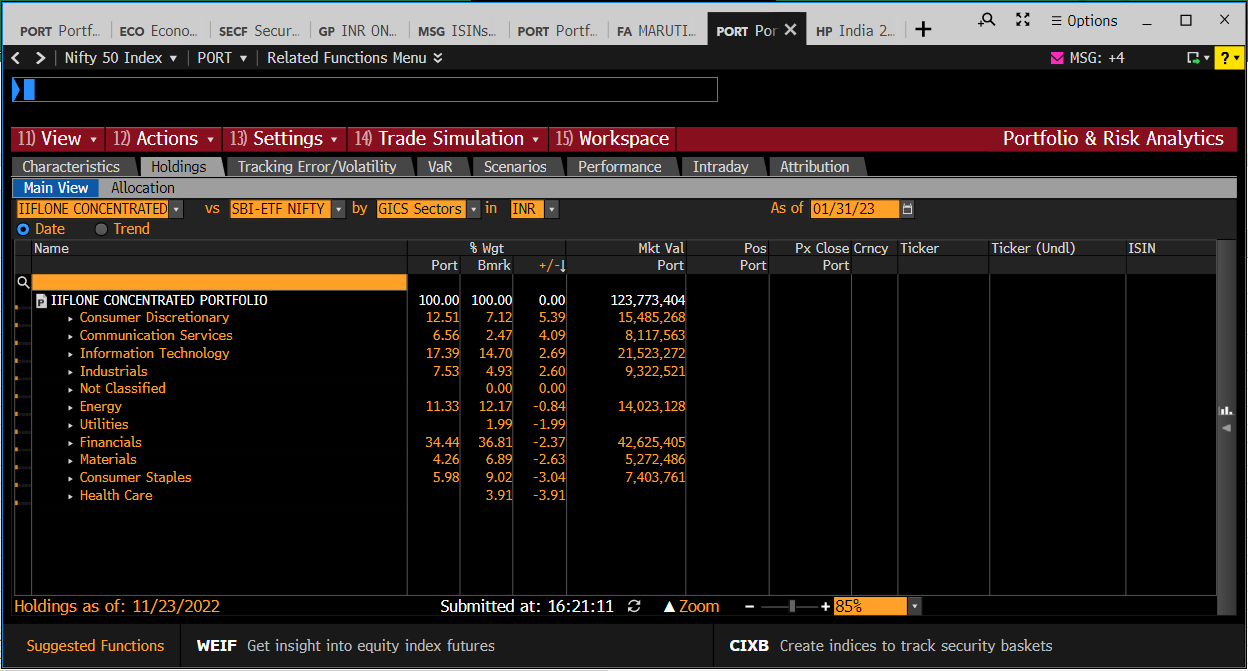 PORT Portf... ECO Econo... SECF Secur... GP INR ON... MSG ISINs... PORT Portf... FA MARUTI... PORT Por HP India 2... Options
Nifty 50 Index PORT Related Functions Menu MSG: +4 ?
11) View 12) Actions 13) Settings 14) Trade Simulation 15) Workspace Portfolio & Risk Analytics
Characteristics Holdings Tracking Error/Volatility VaR Scenarios Performance Intraday Attribution
Main View Allocation
IIFLONE CONCENTRATED vs SBI-ETF NIFTY by GICS Sectors in INR As of 01/31/23
Date Trend
Name % Wgt Mkt Val Pos Px Close Crncy Ticker Ticker (Undl) ISIN
Port Bmrk +/- Port Port Port
IIFLONE CONCENTRATED PORTFOLIO 100.00 100.00 0.00 123,773,404
Consumer Discretionary 12.51 7.12 5.39 15,485,268
Communication Services 6.56 2.47 4.09 8,117,563
Information Technology 17.39 14.70 2.69 21,523,272
Industrials 7.53 4.93 2.60 9,322,521
Not Classified 0.00 0.00
Energy 11.33 12.17 -0.84 14,023,128
Utilities 1.99 -1.99
Financials 34.44 36.81 -2.37 42,625,405
Materials 4.26 6.89 -2.63 5,272,486
Consumer Staples 5.98 9.02 -3.04 7,403,761
Health Care 3.91 -3.91
Holdings as of: 11/23/2022 Submitted at: 16:21:11 Zoom - + 85%
Suggested Functions WEIF Get insight into equity index futures CIXB Create indices to track security baskets